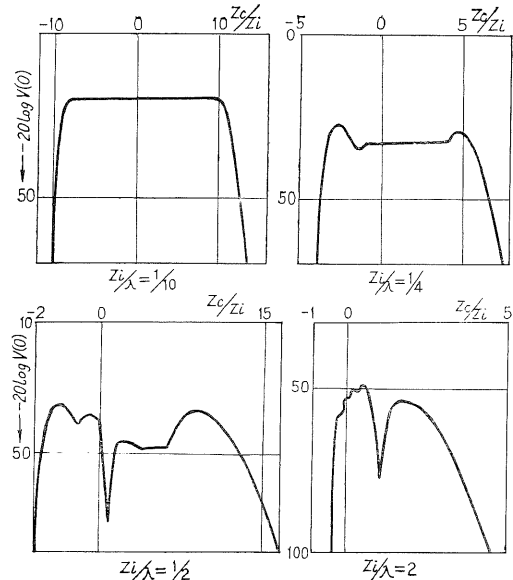 -10 0 10 Zc/Zi
-20Log V(0)
50
Zi/λ=1/10
-5 Zc/Zi
0 5
50
Zi/λ=1/4
-2 0 Zc/Zi
10 15
-20Log V(0)
50
Zi/λ=1/2
-1 0 Zc/Zi 5
50
100
Zi/λ=2